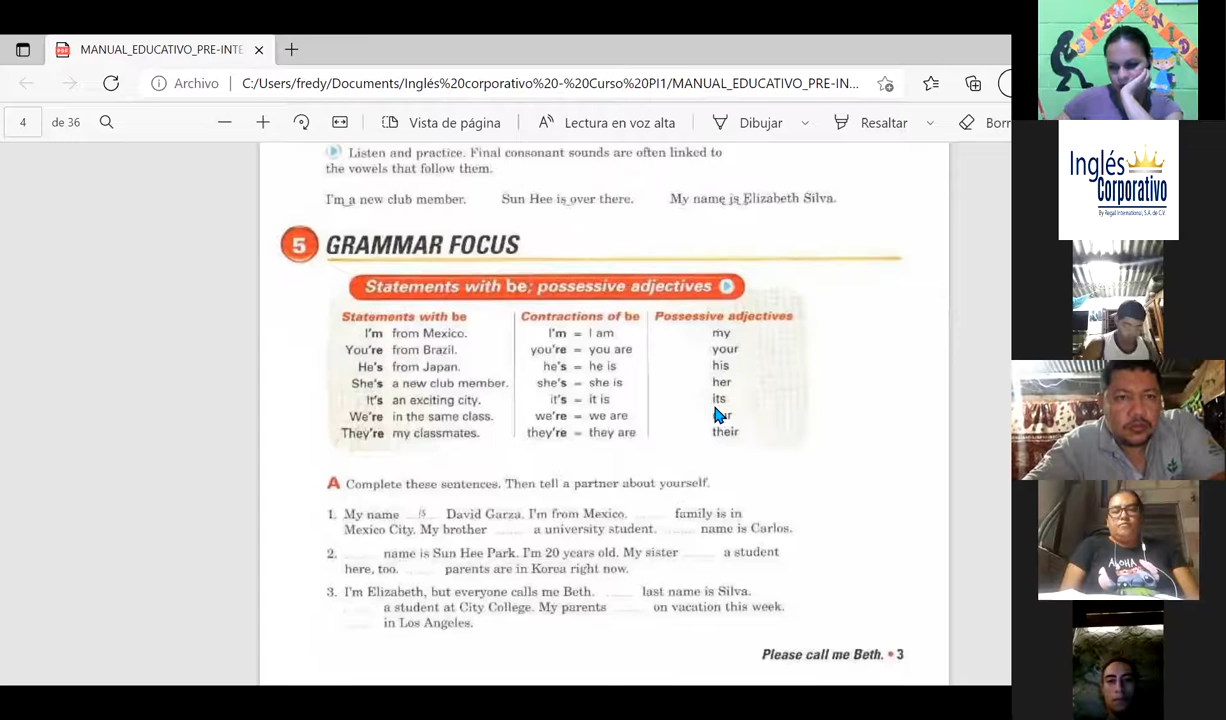 MANUAL_EDUCATIVO_PRE-INTE
Archivo C:/Users/fredy/Documents/Inglés%20corporativo%20-%20Curso%20PI1/MANUAL_EDUCATIVO_PRE-IN...
4 de 36 Vista de página Lectura en voz alta Dibujar Resaltar Borr
Listen and practice. Final consonant sounds are often linked to
the vowels that follow them.
I'm a new club member. Sun Hee is over there. My name is Elizabeth Silva.
5 GRAMMAR FOCUS
Statements with be; possessive adjectives
Statements with be Contractions of be Possessive adjectives
I'm from Mexico. I'm = I am my
You're from Brazil. you're = you are your
He's from Japan. he's = he is his
She's a new club member. she's = she is her
It's an exciting city. it's = it is its
We're in the same class. we're = we are
They're my classmates. they're = they are their
A Complete these sentences. Then tell a partner about yourself.
1. My name is David Garza. I'm from Mexico. family is in
Mexico City. My brother a university student. name is Carlos.
2. name is Sun Hee Park. I'm 20 years old. My sister a student
here, too. parents are in Korea right now.
3. I'm Elizabeth, but everyone calls me Beth. last name is Silva.
a student at City College. My parents on vacation this week.
in Los Angeles.
Please call me Beth. • 3
Inglés
Corporativo
By Regal International, S.A. de C.V.
ALOHA